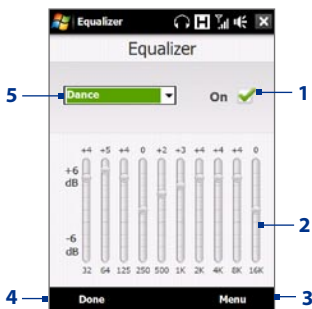 Equalizer
Equalizer
5
Dance
On
1
+4 +5 +4 0 +2 +3 +4 +4 +4 0
+6
dB
2
-6
dB
32 64 125 250 500 1K 2K 4K 8K 16K
4
Done
Menu
3